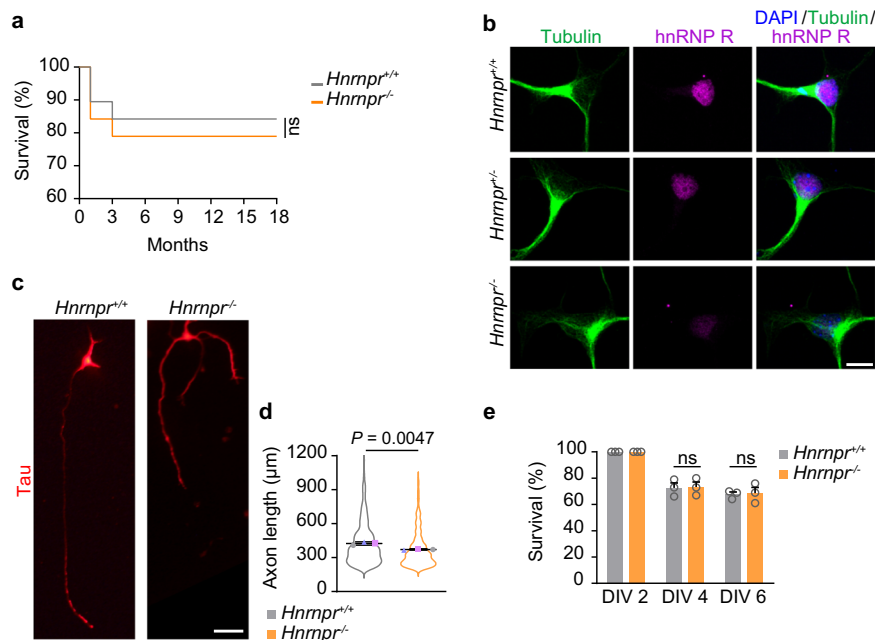 a
Survival (%)
100
90
80
70
60
0 3 6 9 12 15 18
Months
Hnrnpr+/+
Hnrnpr-/-
ns
b
Tubulin
hnRNP R
DAPI/Tubulin/
hnRNP R
Hnrnpr+/+
Hnrnpr+/-
Hnrnpr-/-
c
Hnrnpr+/+
Hnrnpr-/-
Tau
d
P = 0.0047
Axon length (µm)
1200
900
600
300
0
Hnrnpr+/+
Hnrnpr-/-
e
Survival (%)
100
80
60
40
20
0
ns ns
DIV 2 DIV 4 DIV 6
Hnrnpr+/+
Hnrnpr-/-